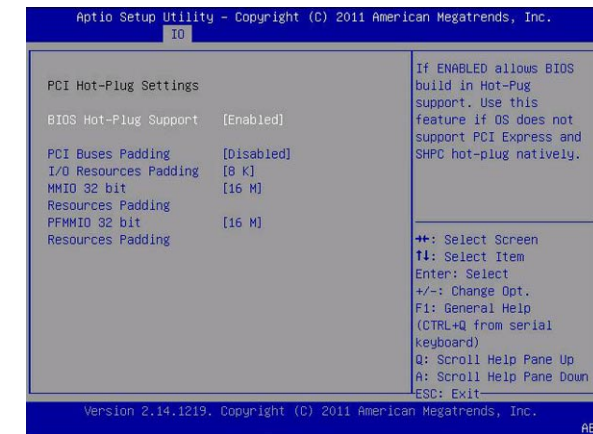 Aptio Setup Utility – Copyright (C) 2011 American Megatrends, Inc.
IO
PCI Hot-Plug Settings
BIOS Hot-Plug Support [Enabled]
PCI Buses Padding [Disabled]
I/O Resources Padding [8 K]
MMIO 32 bit [16 M]
Resources Padding
PFMMIO 32 bit [16 M]
Resources Padding
If ENABLED allows BIOS
build in Hot-Pug
support. Use this
feature if OS does not
support PCI Express and
SHPC hot-plug natively.
→←: Select Screen
↑↓: Select Item
Enter: Select
+/-: Change Opt.
F1: General Help
(CTRL+Q from serial
keyboard)
Q: Scroll Help Pane Up
A: Scroll Help Pane Down
ESC: Exit
Version 2.14.1219. Copyright (C) 2011 American Megatrends, Inc.
AB